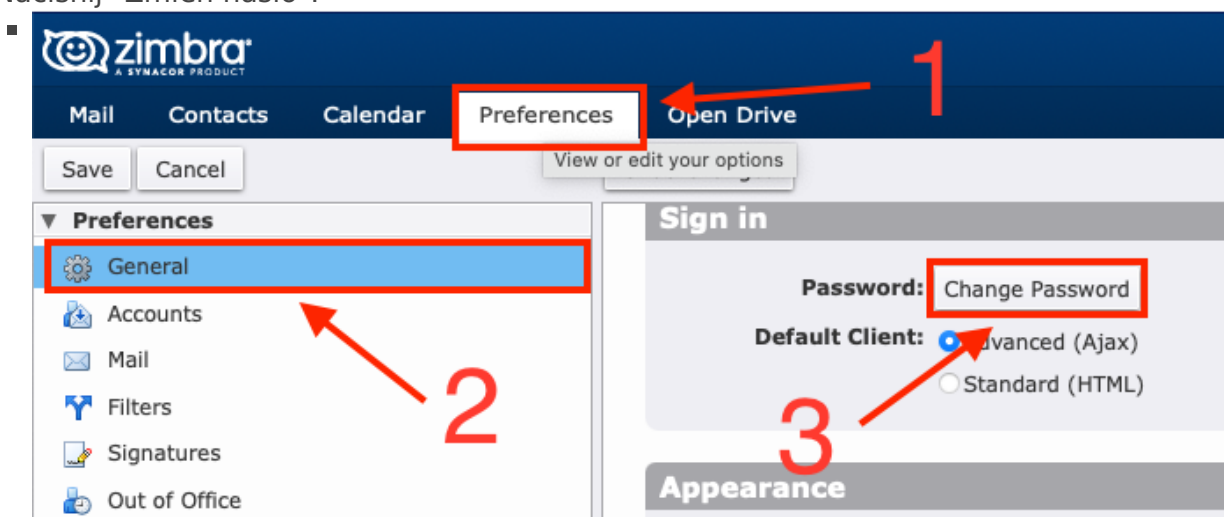 zimbra
A SYNACOR PRODUCT
1
Mail Contacts Calendar Preferences Open Drive
Save Cancel View or edit your options
Preferences Sign in
General
Password: Change Password
Accounts
Default Client: Advanced (Ajax)
Mail
Standard (HTML)
2
3
Filters
Signatures
Appearance
Out of Office